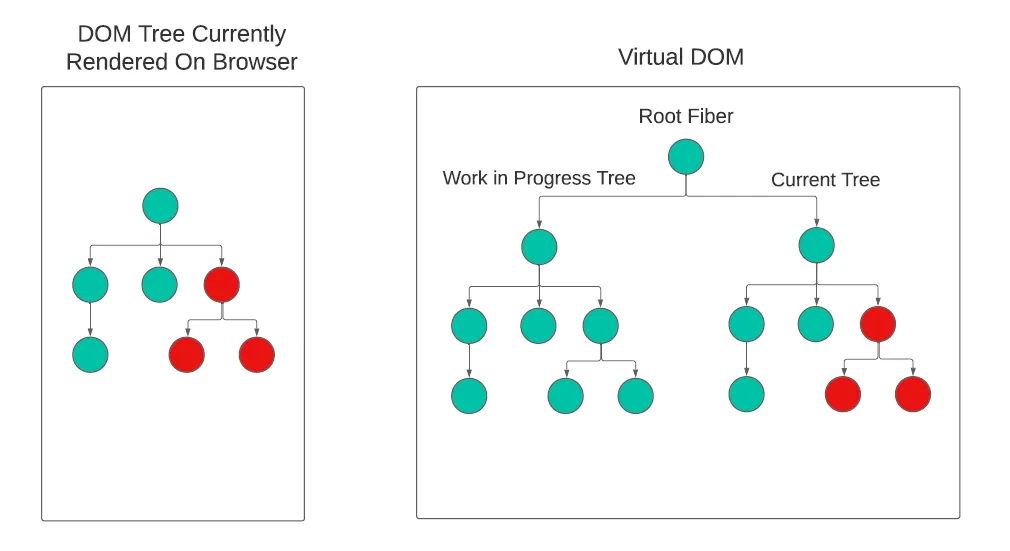 DOM Tree Currently
Rendered On Browser
Virtual DOM
Root Fiber
Work in Progress Tree
Current Tree